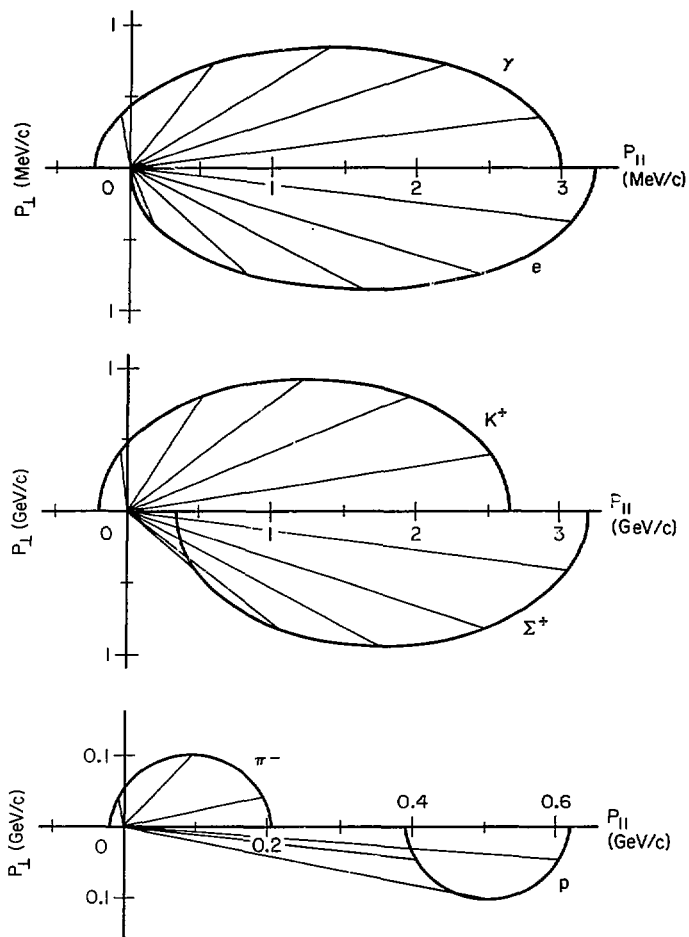 1
γ
P⊥ (MeV/c)
0 1 2 3
P||
(MeV/c)
e
1
1
K+
P⊥ (GeV/c)
0 1 2 3
P||
(GeV/c)
Σ+
1
0.1
π−
0.4 0.6
P⊥ (GeV/c)
0 0.2
P||
(GeV/c)
p
0.1